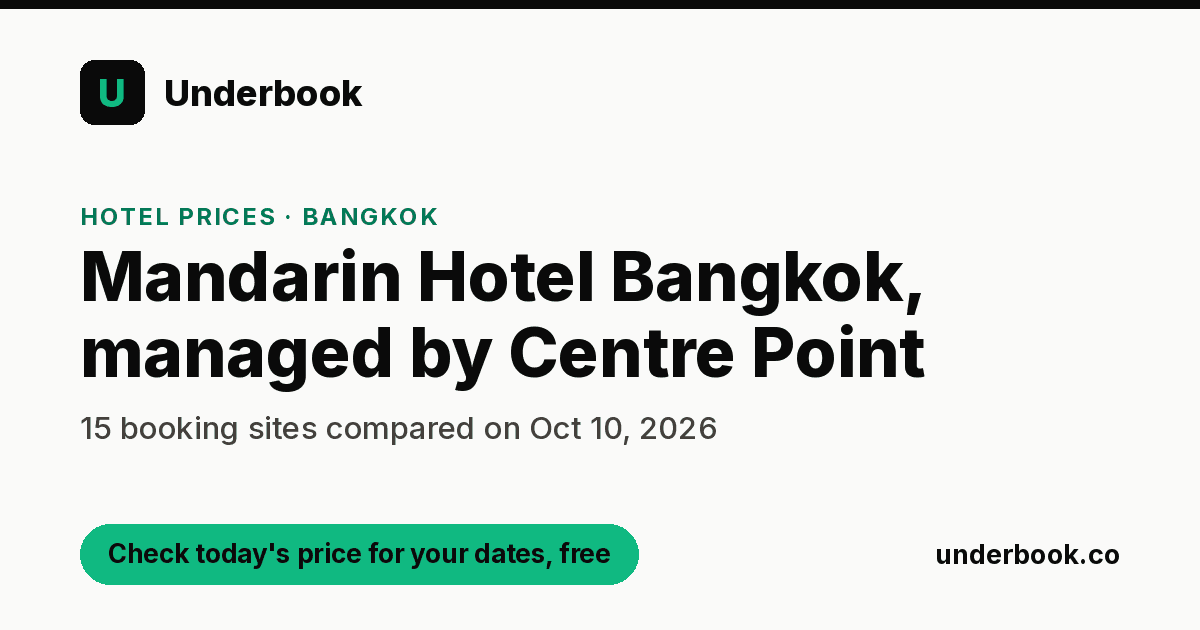 U Underbook
HOTEL PRICES · BANGKOK
Mandarin Hotel Bangkok,
managed by Centre Point
15 booking sites compared on Oct 10, 2026
Check today's price for your dates, free
underbook.co